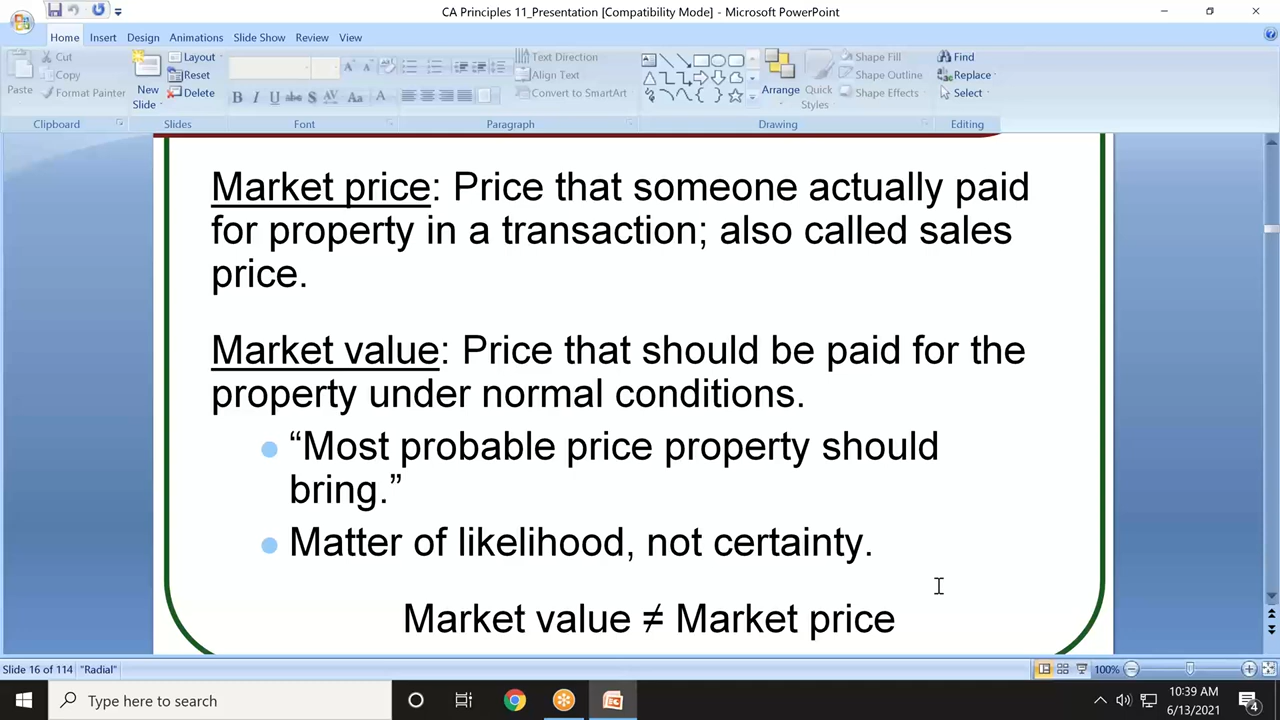 CA Principles 11_Presentation [Compatibility Mode] - Microsoft PowerPoint
Home Insert Design Animations Slide Show Review View
Cut Layout Text Direction Shape Fill Find
Copy Reset Align Text Shape Outline Replace
Paste Format Painter New Slide Delete Convert to SmartArt Arrange Quick Styles Shape Effects Select
Clipboard Slides Font Paragraph Drawing Editing
Market price: Price that someone actually paid
for property in a transaction; also called sales
price.
Market value: Price that should be paid for the
property under normal conditions.
“Most probable price property should
bring.”
Matter of likelihood, not certainty.
Market value ≠ Market price
Slide 16 of 114 "Radial" 100%
Type here to search
10:39 AM
6/13/2021
4